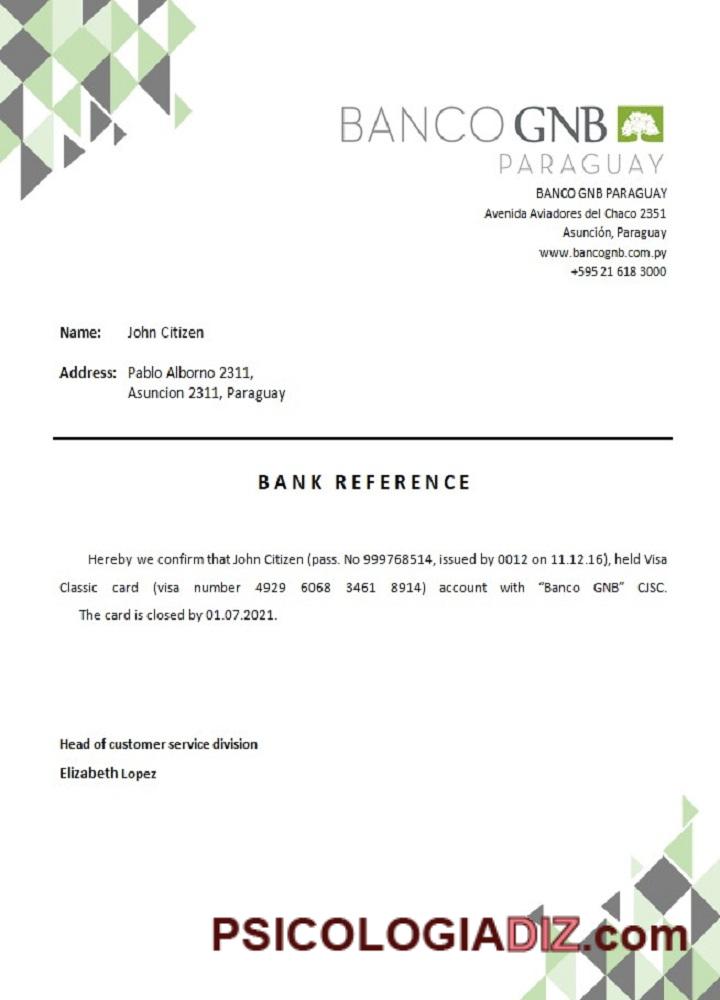 BANCO GNB
PARAGUAY
BANCO GNB PARAGUAY
Avenida Aviadores del Chaco 2351
Asunción, Paraguay
www.bancognb.com.py
+595 21 618 3000
Name: John Citizen
Address: Pablo Alborno 2311,
Asuncion 2311, Paraguay
BANK REFERENCE
Hereby we confirm that John Citizen (pass. No 999768514, issued by 0012 on 11.12.16), held Visa
Classic card (visa number 4929 6068 3461 8914) account with “Banco GNB” CJSC.
The card is closed by 01.07.2021.
Head of customer service division
Elizabeth Lopez
PSICOLOGIADIZ.com